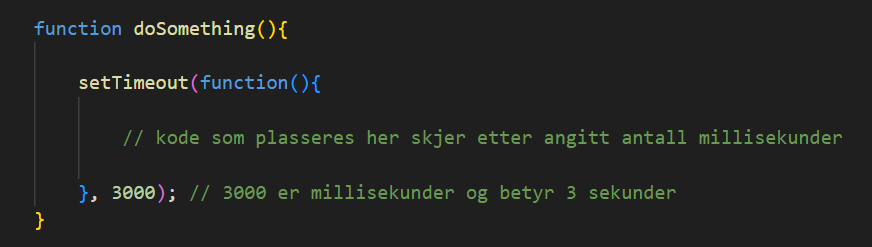 function doSomething(){
setTimeout(function(){
// kode som plasseres her skjer etter angitt antall millisekunder
}, 3000); // 3000 er millisekunder og betyr 3 sekunder
}